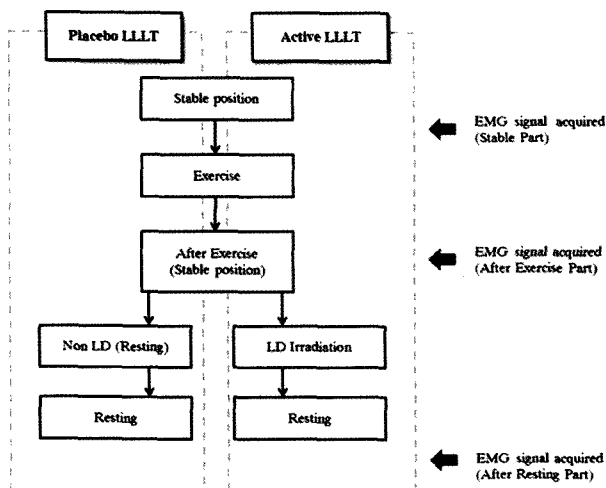 Placebo LLLT
Active LLLT
Stable position
EMG signal acquired
(Stable Part)
Exercise
After Exercise
(Stable position)
EMG signal acquired
(After Exercise Part)
Non LD (Resting)
LD Irradiation
Resting
Resting
EMG signal acquired
(After Resting Part)